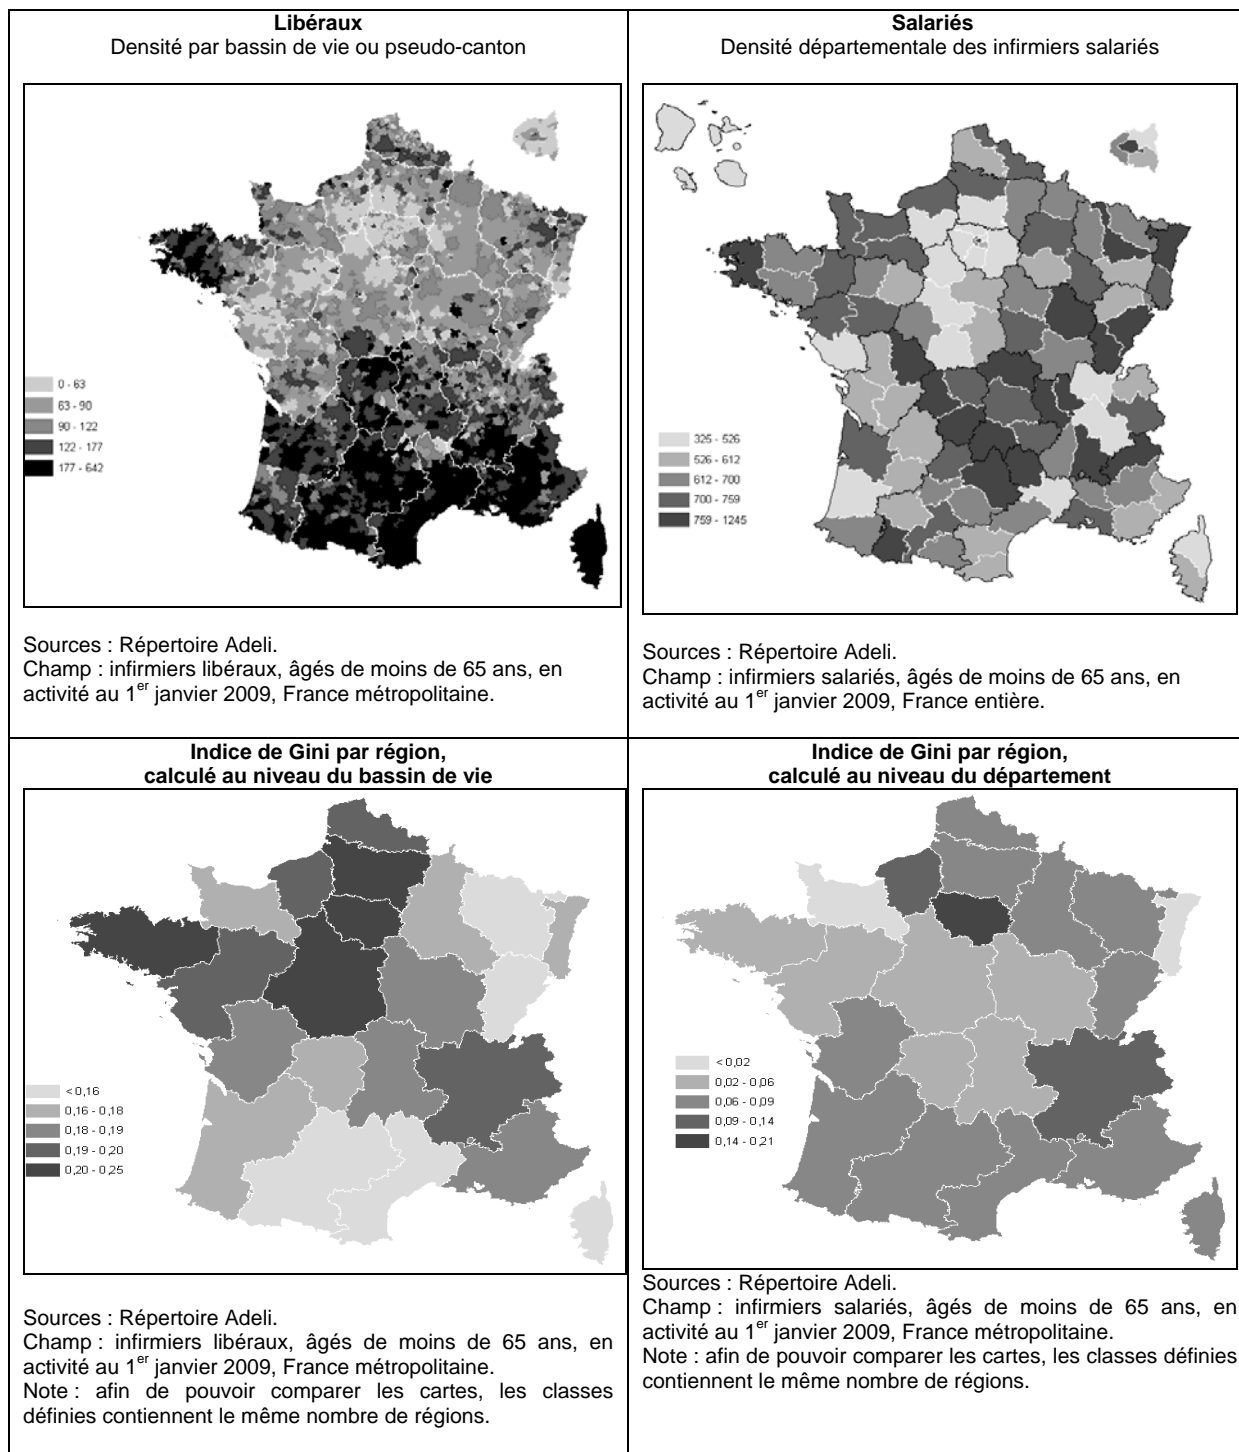 Libéraux
Densité par bassin de vie ou pseudo-canton
0 - 63
63 - 90
90 - 122
122 - 177
177 - 642
Sources : Répertoire Adeli.
Champ : infirmiers libéraux, âgés de moins de 65 ans, en
activité au 1er janvier 2009, France métropolitaine.
Salariés
Densité départementale des infirmiers salariés
325 - 526
526 - 612
612 - 700
700 - 759
759 - 1245
Sources : Répertoire Adeli.
Champ : infirmiers salariés, âgés de moins de 65 ans, en
activité au 1er janvier 2009, France entière.
Indice de Gini par région,
calculé au niveau du bassin de vie
< 0,16
0,16 - 0,18
0,18 - 0,19
0,19 - 0,20
0,20 - 0,25
Sources : Répertoire Adeli.
Champ : infirmiers libéraux, âgés de moins de 65 ans, en
activité au 1er janvier 2009, France métropolitaine.
Note : afin de pouvoir comparer les cartes, les classes
définies contiennent le même nombre de régions.
Indice de Gini par région,
calculé au niveau du département
< 0,02
0,02 - 0,06
0,06 - 0,09
0,09 - 0,14
0,14 - 0,21
Sources : Répertoire Adeli.
Champ : infirmiers salariés, âgés de moins de 65 ans, en
activité au 1er janvier 2009, France métropolitaine.
Note : afin de pouvoir comparer les cartes, les classes définies
contiennent le même nombre de régions.